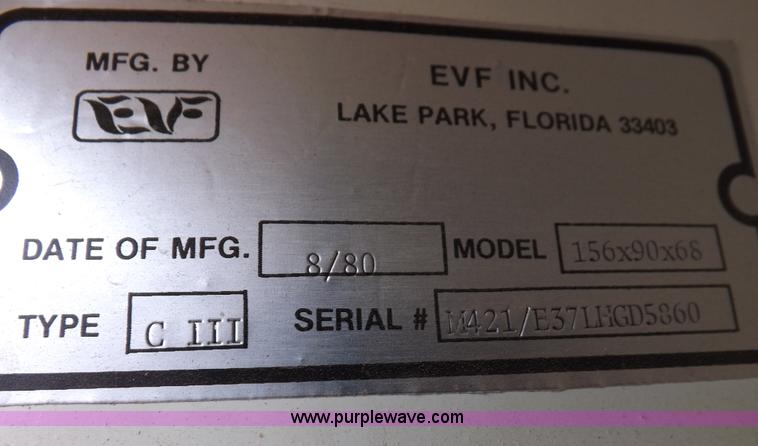 MFG. BY
EVF
EVF INC.
LAKE PARK, FLORIDA 33403
DATE OF MFG. 8/80 MODEL 156x90x68
TYPE C III SERIAL # M421/E37LHGD5860
www.purplewave.com